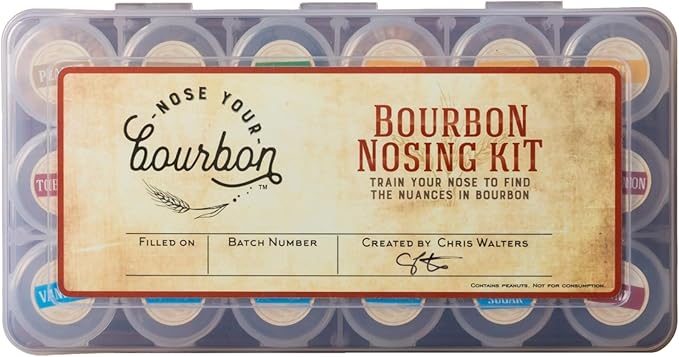 NOSE YOUR
bourbon
TM
BOURBON
NOSING KIT
TRAIN YOUR NOSE TO FIND
THE NUANCES IN BOURBON
FILLED ON
BATCH NUMBER
CREATED BY CHRIS WALTERS
CONTAINS PEANUTS. NOT FOR CONSUMPTION.
SUGAR